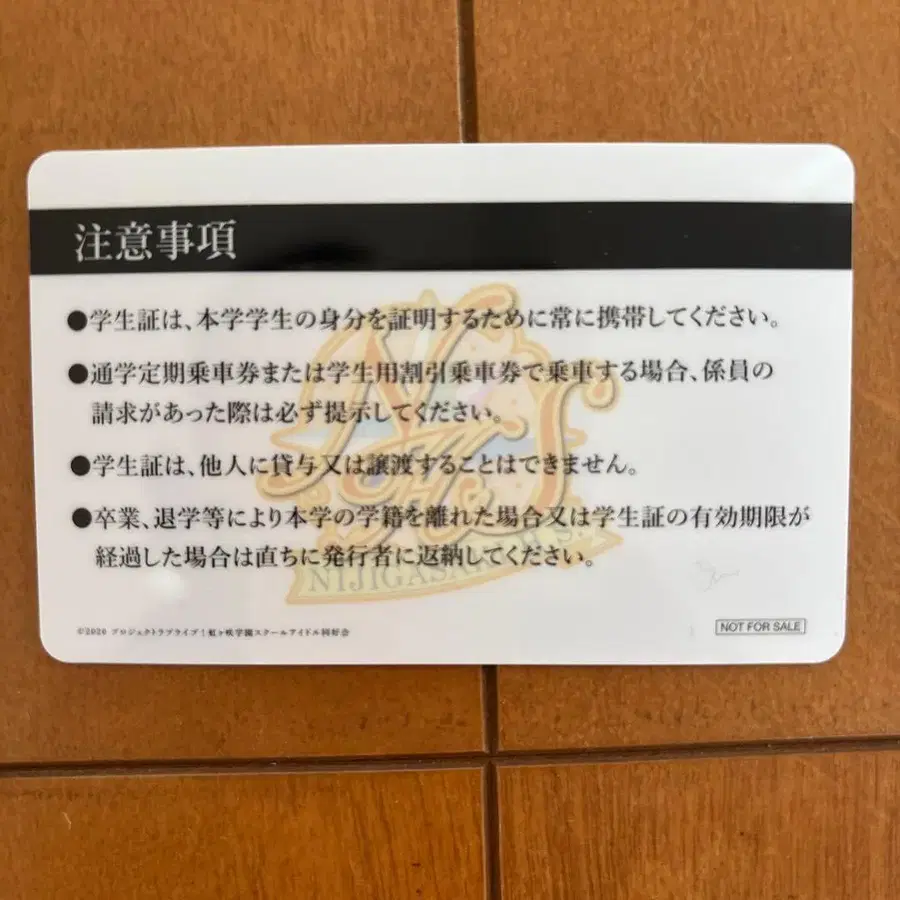 注意事項
●学生証は、本学学生の身分を証明するために常に携帯してください。
●通学定期乗車券または学生用割引乗車券で乗車する場合、係員の
請求があった際は必ず提示してください。
●学生証は、他人に貸与又は譲渡することはできません。
●卒業、退学等により本学の学籍を離れた場合又は学生証の有効期限が
経過した場合は直ちに発行者に返納してください。
©2020 プロジェクトラブライブ！虹ヶ咲学園スクールアイドル同好会
NOT FOR SALE